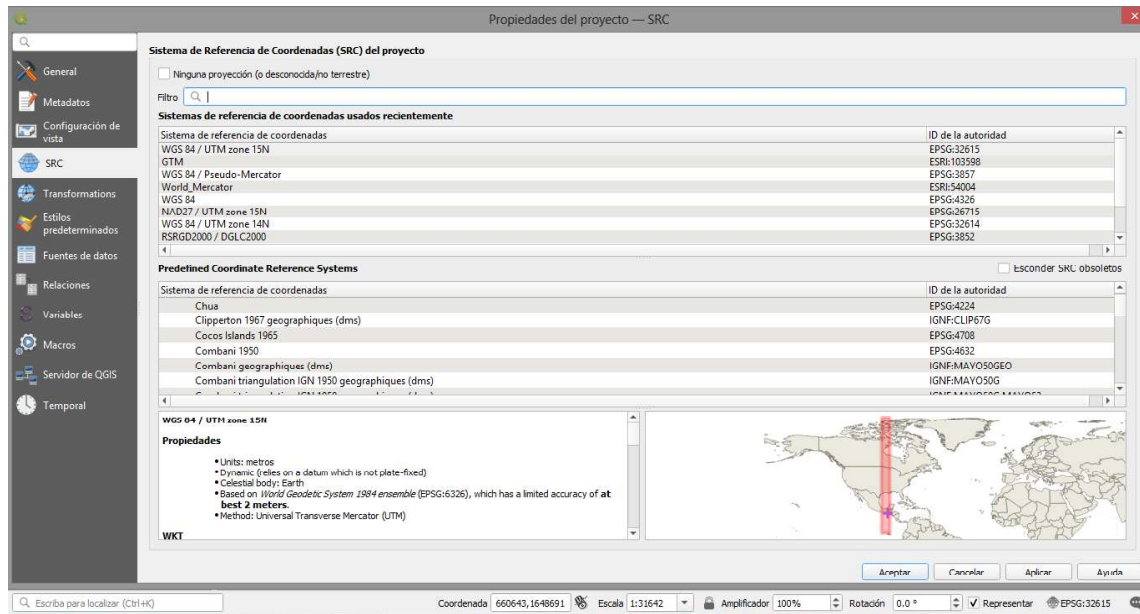 Propiedades del proyecto — SRC
General
Metadatos
Configuración de
vista
SRC
Transformations
Estilos
predeterminados
Fuentes de datos
Relaciones
Variables
Macros
Servidor de QGIS
Temporal
Sistema de Referencia de Coordenadas (SRC) del proyecto
Ninguna proyección (o desconocida/no terrestre)
Filtro
Sistemas de referencia de coordenadas usados recientemente
Sistema de referencia de coordenadas ID de la autoridad
WGS 84 / UTM zone 15N EPSG:32615
GTM ESRI:103598
WGS 84 / Pseudo-Mercator EPSG:3857
World_Mercator ESRI:54004
WGS 84 EPSG:4326
NAD27 / UTM zone 15N EPSG:26715
WGS 84 / UTM zone 14N EPSG:32614
RSRGD2000 / DGLC2000 EPSG:3852
Predefined Coordinate Reference Systems Esconder SRC obsoletos
Sistema de referencia de coordenadas ID de la autoridad
Chua EPSG:4224
Clipperton 1967 geographiques (dms) IGNF:CLIP67G
Cocos Islands 1965 EPSG:4708
Combani 1950 EPSG:4632
Combani geographiques (dms) IGNF:MAYO50GEO
Combani triangulation IGN 1950 geographiques (dms) IGNF:MAYO50G
WGS 84 / UTM zone 15N
Propiedades
•Units: metros
•Dynamic (relies on a datum which is not plate-fixed)
•Celestial body: Earth
•Based on World Geodetic System 1984 ensemble (EPSG:6326), which has a limited accuracy of at
best 2 meters.
•Method: Universal Transverse Mercator (UTM)
WKT
Aceptar Cancelar Aplicar Ayuda
Escriba para localizar (Ctrl+K) Coordenada 660643,1648691 Escala 1:31642 Amplificador 100% Rotación 0.0 ° Representar EPSG:32615